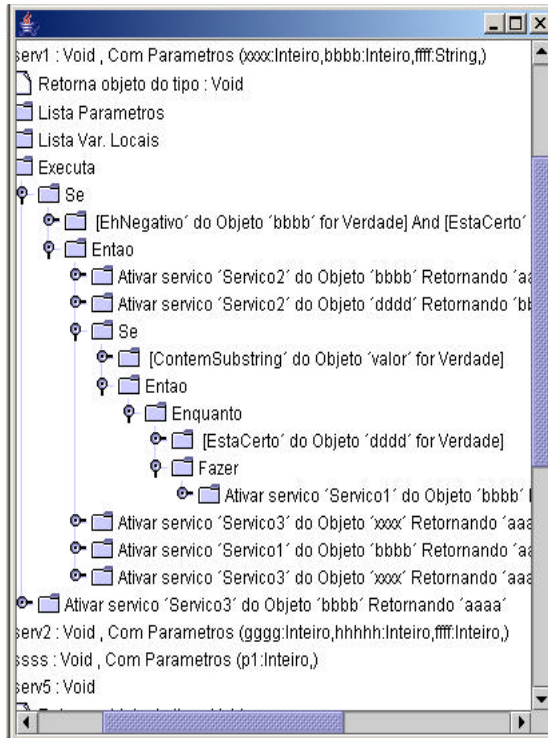 serv1 : Void , Com Parametros (xxxx:Inteiro,bbbb:Inteiro,ffff:String,)
Retorna objeto do tipo : Void
Lista Parametros
Lista Var. Locais
Executa
Se
[EhNegativo´ do Objeto ´bbbb´ for Verdade] And [EstaCerto´
Entao
Ativar servico ´Servico2´ do Objeto ´bbbb´ Retornando ´aa
Ativar servico ´Servico2´ do Objeto ´dddd´ Retornando ´bb
Se
[ContemSubstring´ do Objeto ´valor´ for Verdade]
Entao
Enquanto
[EstaCerto´ do Objeto ´dddd´ for Verdade]
Fazer
Ativar servico ´Servico1´ do Objeto ´bbbb´
Ativar servico ´Servico3´ do Objeto ´xxxx´ Retornando ´aaa
Ativar servico ´Servico1´ do Objeto ´bbbb´ Retornando ´aa
Ativar servico ´Servico3´ do Objeto ´xxxx´ Retornando ´aaa
Ativar servico ´Servico3´ do Objeto ´bbbb´ Retornando ´aaaa´
serv2 : Void , Com Parametros (gggg:Inteiro,hhhhh:Inteiro,ffff:Inteiro,)
ssss : Void , Com Parametros (p1:Inteiro,)
serv5 : Void